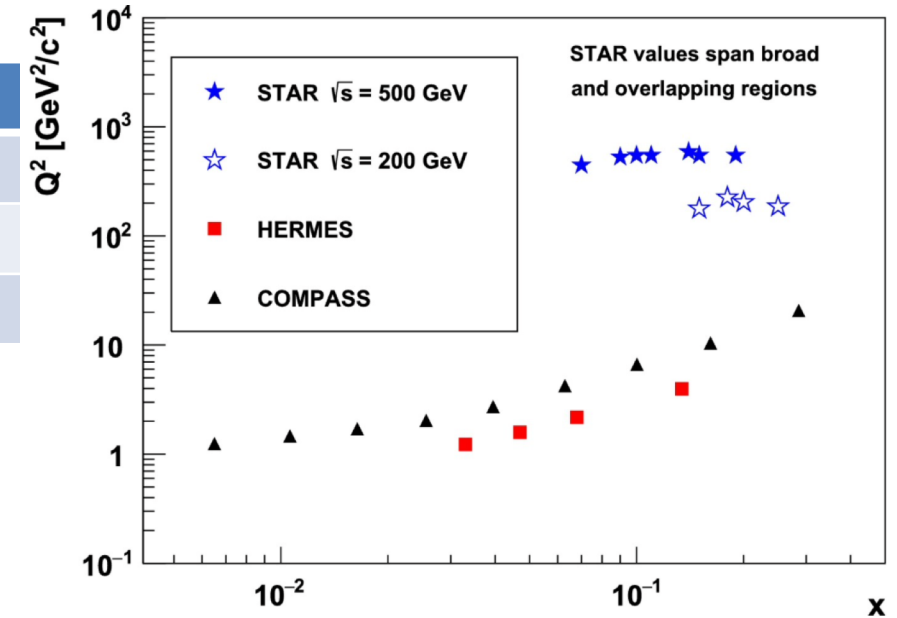 Q² [GeV²/c²]
10⁴
10³
10²
10
1
10⁻¹
STAR √s = 500 GeV
STAR √s = 200 GeV
HERMES
COMPASS
STAR values span broad
and overlapping regions
10⁻² 10⁻¹
x